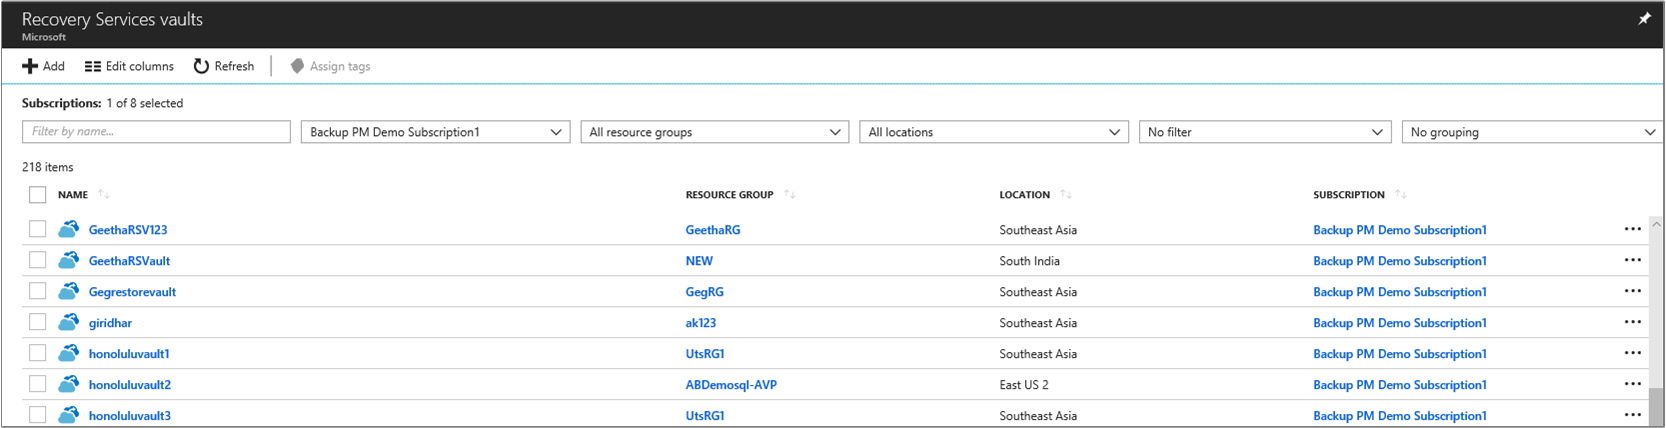 Recovery Services vaults
Microsoft
Add Edit columns Refresh Assign tags
Subscriptions: 1 of 8 selected
Filter by name... Backup PM Demo Subscription1 All resource groups All locations No filter No grouping
218 items
NAME RESOURCE GROUP LOCATION SUBSCRIPTION
GeethaRSV123 GeethaRG Southeast Asia Backup PM Demo Subscription1
GeethaRSVault NEW South India Backup PM Demo Subscription1
Gegrestorevault GegRG Southeast Asia Backup PM Demo Subscription1
giridhar ak123 Southeast Asia Backup PM Demo Subscription1
honoluluvault1 UtsRG1 Southeast Asia Backup PM Demo Subscription1
honoluluvault2 ABDemosql-AVP East US 2 Backup PM Demo Subscription1
honoluluvault3 UtsRG1 Southeast Asia Backup PM Demo Subscription1